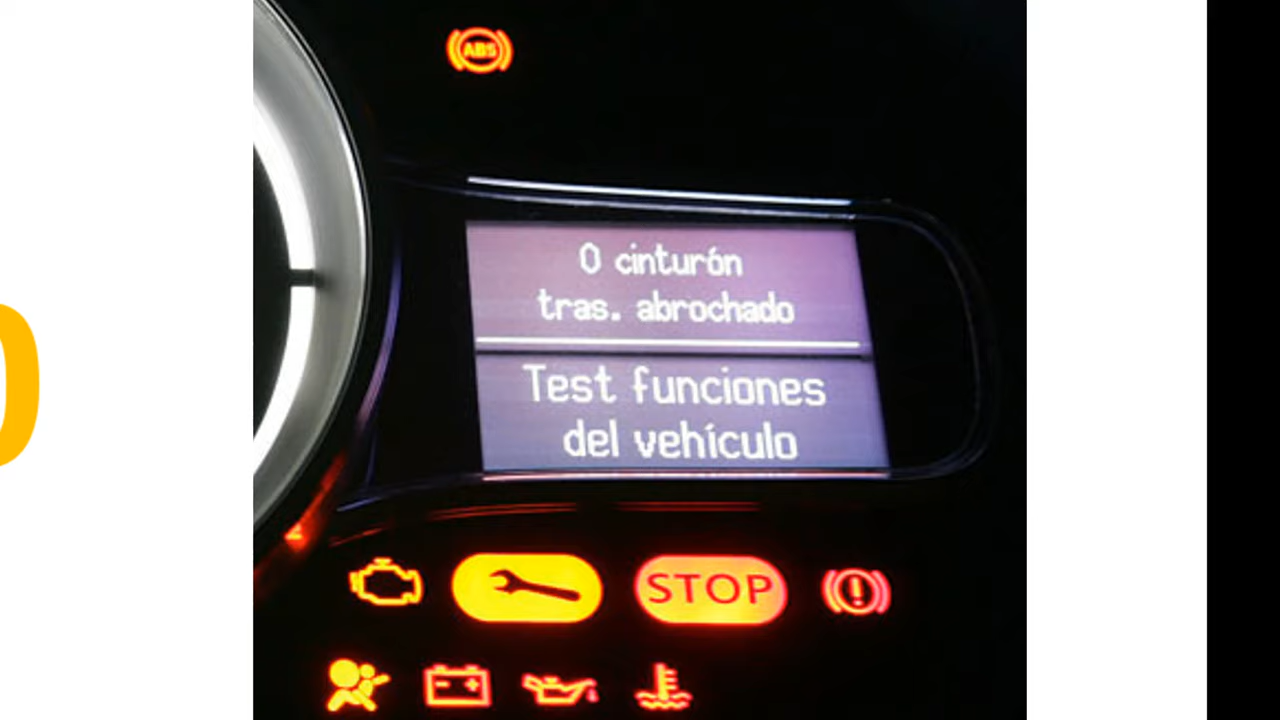 ABS
0 cinturón
tras. abrochado
Test funciones
del vehículo
STOP